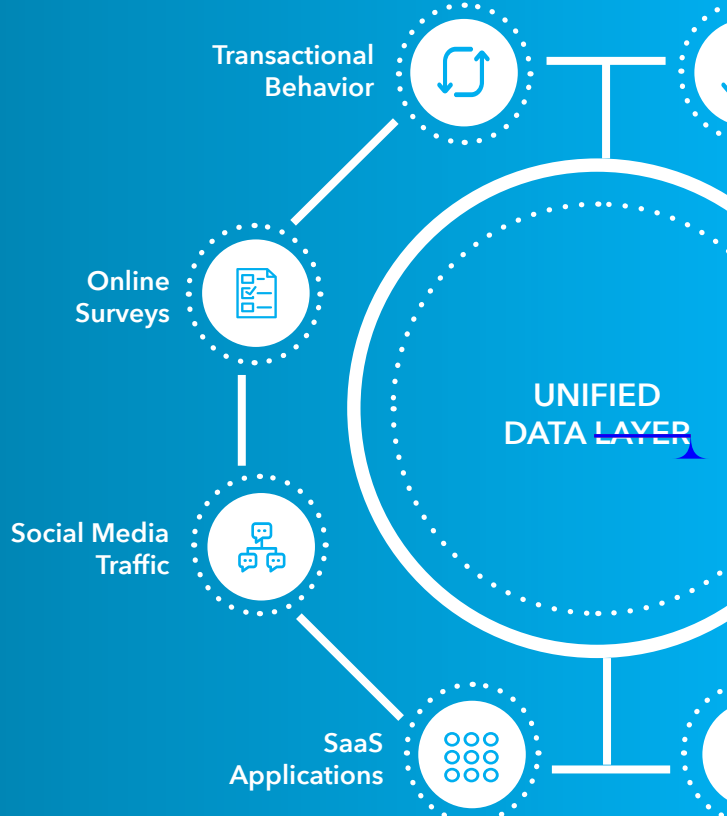 Transactional
Behavior
Online
Surveys
UNIFIED
DATA LAYER
Social Media
Traffic
SaaS
Applications